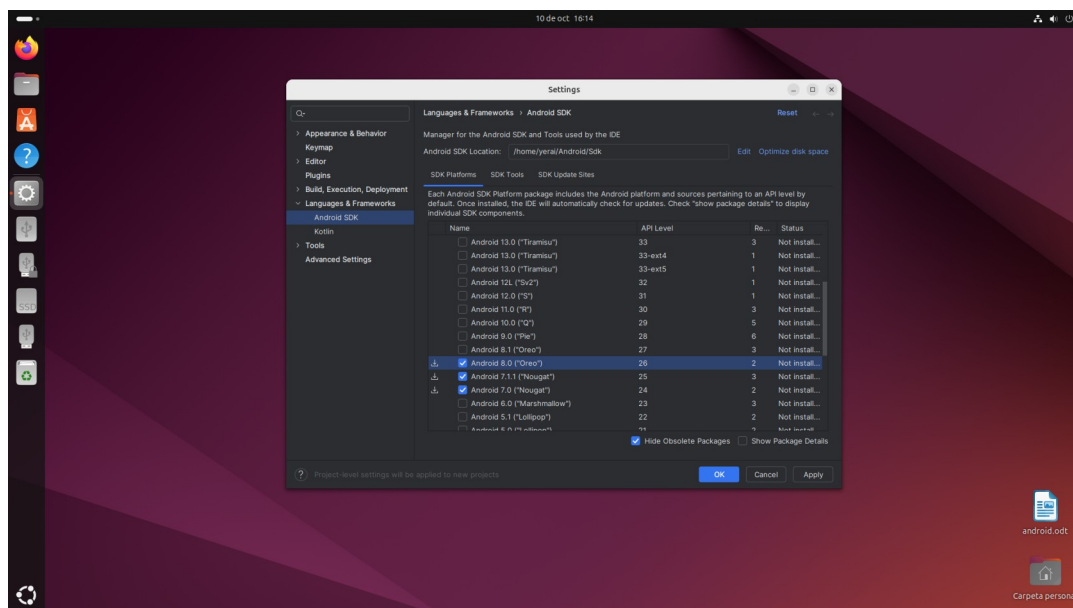 10 de oct 16:14
Settings
Languages & Frameworks › Android SDK
Reset
Appearance & Behavior
Keymap
Editor
Plugins
Build, Execution, Deployment
Languages & Frameworks
Android SDK
Kotlin
Tools
Advanced Settings
Manager for the Android SDK and Tools used by the IDE
Android SDK Location: /home/yerai/Android/Sdk Edit Optimize disk space
SDK Platforms SDK Tools SDK Update Sites
Each Android SDK Platform package includes the Android platform and sources pertaining to an API level by
default. Once installed, the IDE will automatically check for updates. Check "show package details" to display
individual SDK components.
Name API Level Re... Status
Android 13.0 ("Tiramisu") 33 3 Not install...
Android 13.0 ("Tiramisu") 33-ext4 1 Not install...
Android 13.0 ("Tiramisu") 33-ext5 1 Not install...
Android 12L ("Sv2") 32 1 Not install...
Android 12.0 ("S") 31 1 Not install...
Android 11.0 ("R") 30 3 Not install...
Android 10.0 ("Q") 29 5 Not install...
Android 9.0 ("Pie") 28 6 Not install...
Android 8.1 ("Oreo") 27 3 Not install...
Android 8.0 ("Oreo") 26 2 Not install...
Android 7.1.1 ("Nougat") 25 3 Not install...
Android 7.0 ("Nougat") 24 2 Not install...
Android 6.0 ("Marshmallow") 23 3 Not install...
Android 5.1 ("Lollipop") 22 2 Not install...
Android 5.0 ("Lollipop") 21 2 Not install...
Hide Obsolete Packages Show Package Details
? Project-level settings will be applied to new projects
OK Cancel Apply
SSD
android.odt
Carpeta persona